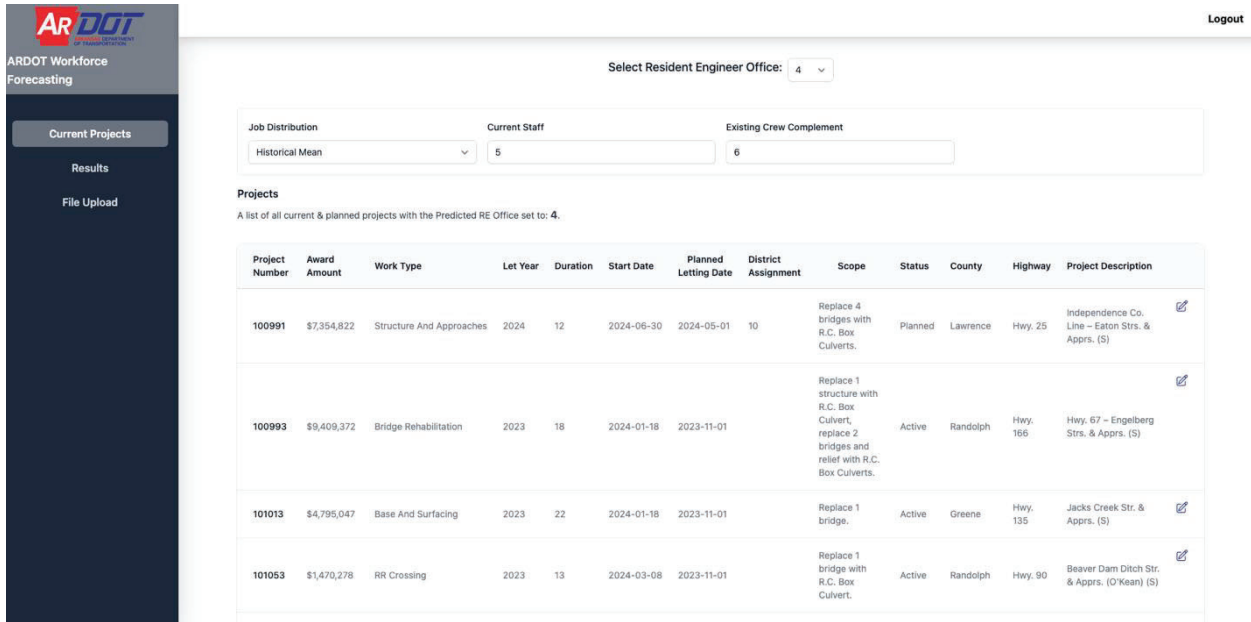 ARDOT
ARKANSAS DEPARTMENT
OF TRANSPORTATION
ARDOT Workforce
Forecasting
Current Projects
Results
File Upload
Logout
Select Resident Engineer Office: 4
Job Distribution Current Staff Existing Crew Complement
Historical Mean 5 6
Projects
A list of all current & planned projects with the Predicted RE Office set to: 4.
Project Number Award Amount Work Type Let Year Duration Start Date Planned Letting Date District Assignment Scope Status County Highway Project Description
100991 $7,354,822 Structure And Approaches 2024 12 2024-06-30 2024-05-01 10 Replace 4 bridges with R.C. Box Culverts. Planned Lawrence Hwy. 25 Independence Co. Line – Eaton Strs. & Apprs. (S)
100993 $9,409,372 Bridge Rehabilitation 2023 18 2024-01-18 2023-11-01 Replace 1 structure with R.C. Box Culvert, replace 2 bridges and relief with R.C. Box Culverts. Active Randolph Hwy. 166 Hwy. 67 – Engelberg Strs. & Apprs. (S)
101013 $4,795,047 Base And Surfacing 2023 22 2024-01-18 2023-11-01 Replace 1 bridge. Active Greene Hwy. 135 Jacks Creek Str. & Apprs. (S)
101053 $1,470,278 RR Crossing 2023 13 2024-03-08 2023-11-01 Replace 1 bridge with R.C. Box Culvert. Active Randolph Hwy. 90 Beaver Dam Ditch Str. & Apprs. (O'Kean) (S)